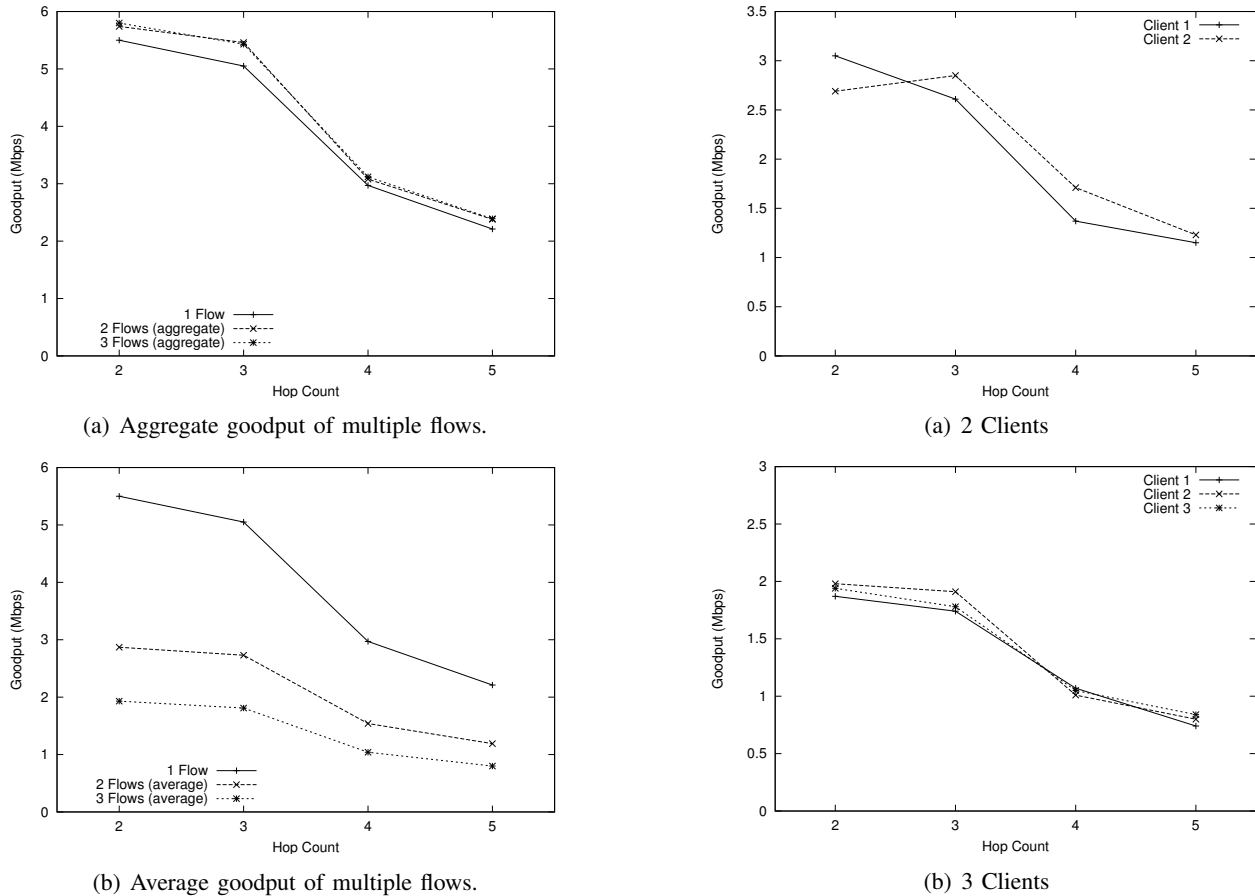 6
5
4
3
2
1
0
Goodput (Mbps)
1 Flow
2 Flows (aggregate)
3 Flows (aggregate)
2 3 4 5
Hop Count
(a) Aggregate goodput of multiple flows.
6
5
4
3
2
1
0
Goodput (Mbps)
1 Flow
2 Flows (average)
3 Flows (average)
2 3 4 5
Hop Count
(b) Average goodput of multiple flows.
3.5
3
2.5
2
1.5
1
0.5
0
Goodput (Mbps)
Client 1
Client 2
2 3 4 5
Hop Count
(a) 2 Clients
3
2.5
2
1.5
1
0.5
0
Goodput (Mbps)
Client 1
Client 2
Client 3
2 3 4 5
Hop Count
(b) 3 Clients